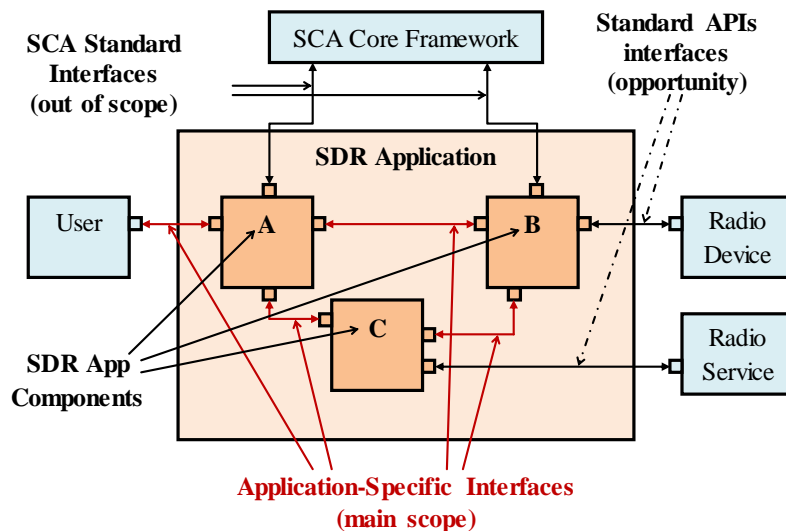 SCA Standard
Interfaces
(out of scope)
SCA Core Framework
Standard APIs
interfaces
(opportunity)
SDR Application
User
A
B
Radio
Device
C
SDR App
Components
Radio
Service
Application-Specific Interfaces
(main scope)